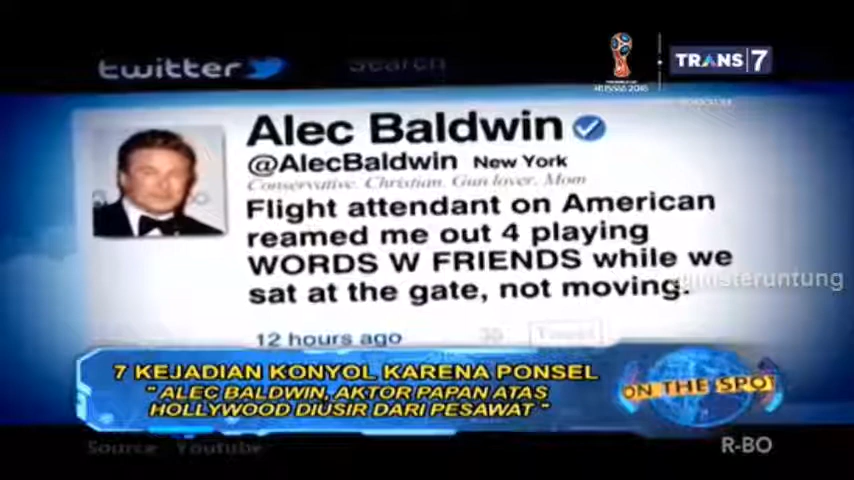 twitter
Search
TRANS|7
RUSSIA 2018
Alec Baldwin
@AlecBaldwin New York
Conservative. Christian. Gun lover. Mom
Flight attendant on American
reamed me out 4 playing
WORDS W FRIENDS while we
sat at the gate, not moving.
12 hours ago
Tweet
7 KEJADIAN KONYOL KARENA PONSEL
" ALEC BALDWIN, AKTOR PAPAN ATAS
HOLLYWOOD DIUSIR DARI PESAWAT "
ON THE SPOT
Source Youtube
R-BO